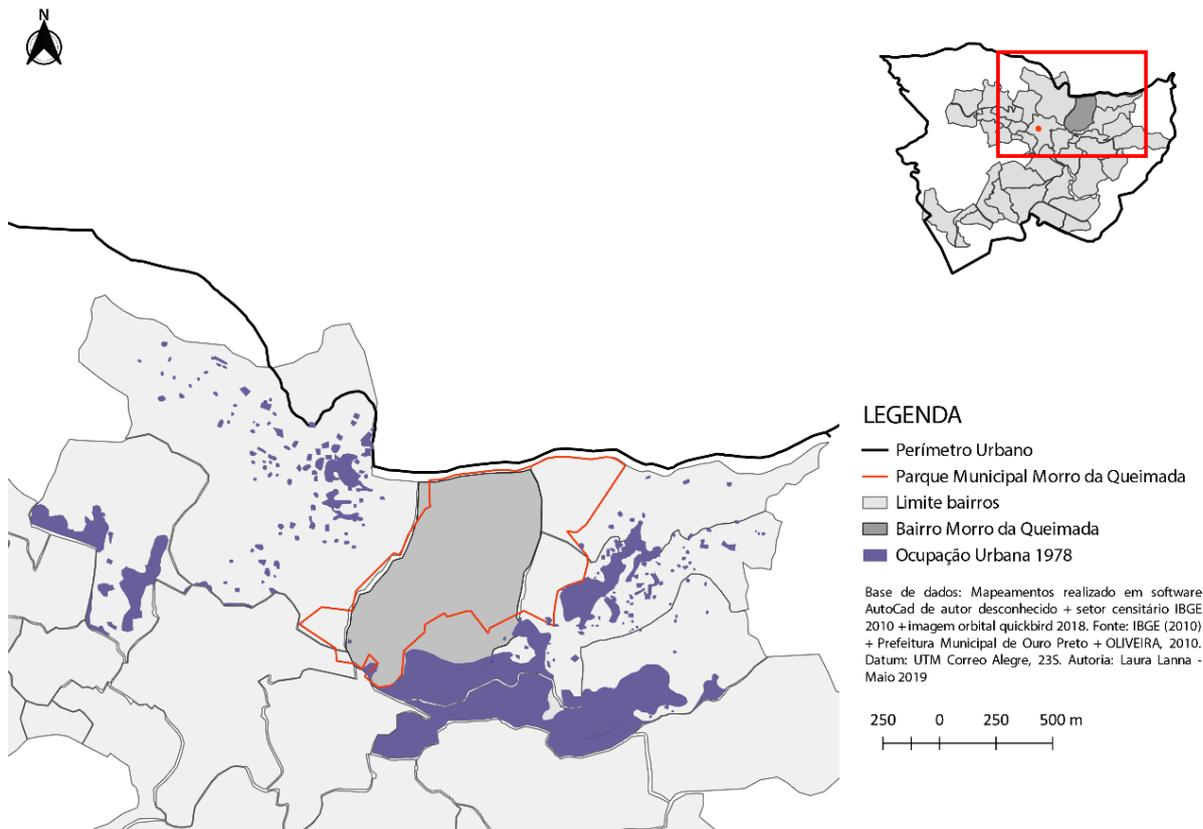 N
LEGENDA
Perímetro Urbano
Parque Municipal Morro da Queimada
Limite bairros
Bairro Morro da Queimada
Ocupação Urbana 1978
Base de dados: Mapeamentos realizado em software
AutoCad de autor desconhecido + setor censitário IBGE
2010 +imagem orbital quickbird 2018. Fonte: IBGE (2010)
+ Prefeitura Municipal de Ouro Preto + OLIVEIRA, 2010.
Datum: UTM Correo Alegre, 23S. Autoria: Laura Lanna -
Maio 2019
250 0 250 500 m